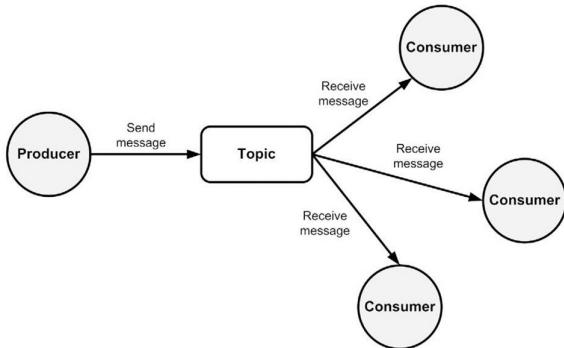 Consumer
Receive
message
Send
message
Receive
message
Producer
Topic
Consumer
Receive
message
Consumer